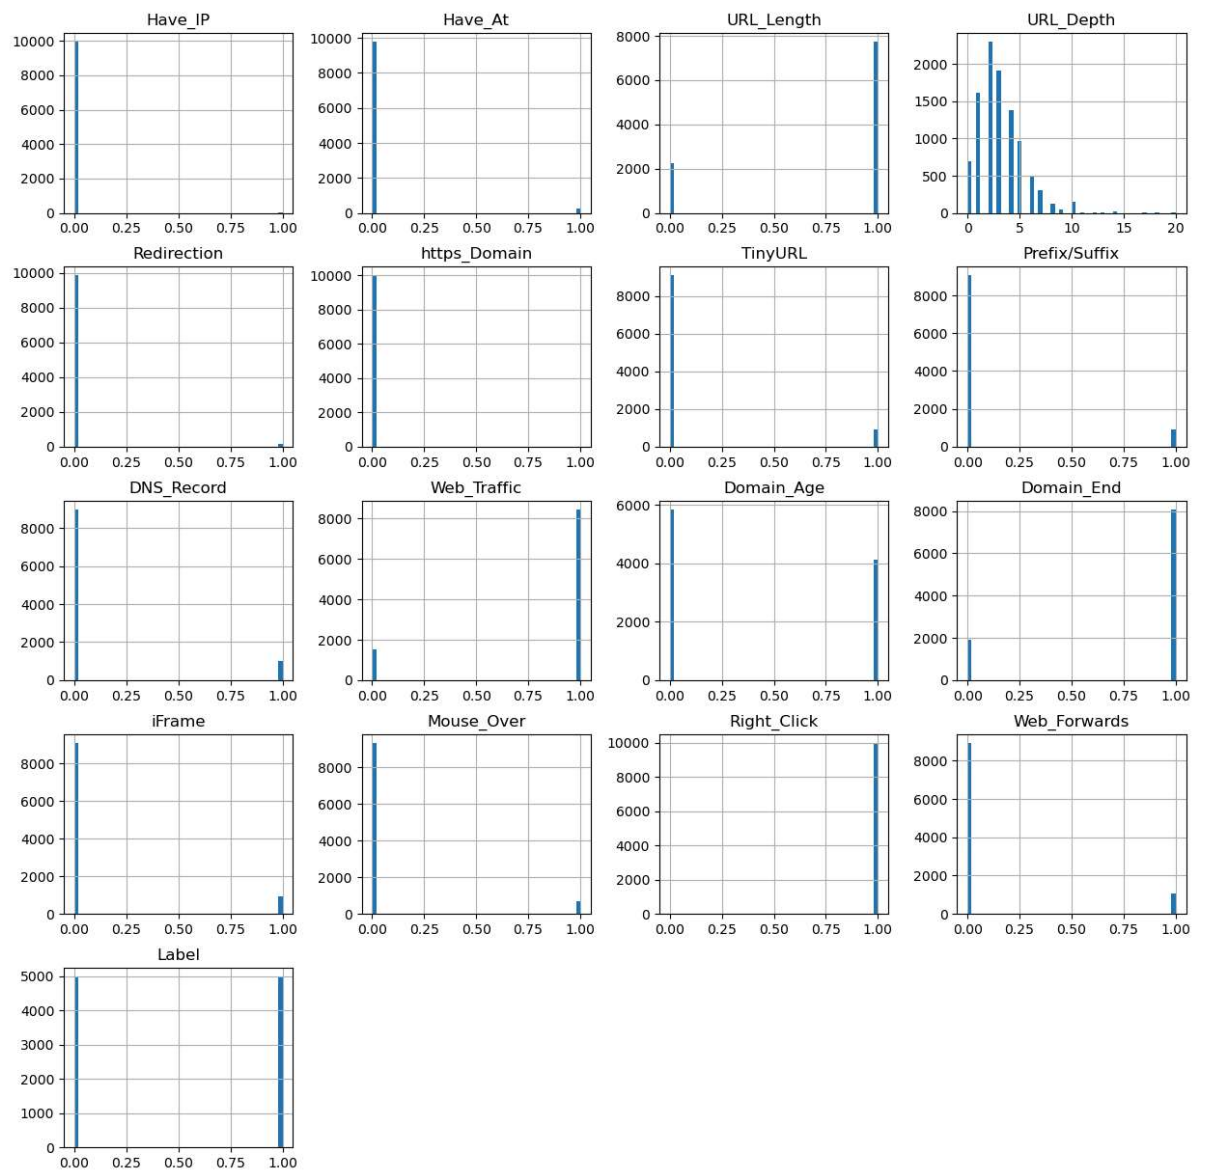 Have_IP Have_At URL_Length URL_Depth
10000 8000 6000 4000 2000 0
0.00 0.25 0.50 0.75 1.00
10000 8000 6000 4000 2000 0
0.00 0.25 0.50 0.75 1.00
8000 6000 4000 2000 0
0.00 0.25 0.50 0.75 1.00
2000 1500 1000 500 0
0 5 10 15 20
Redirection https_Domain TinyURL Prefix/Suffix
10000 8000 6000 4000 2000 0
0.00 0.25 0.50 0.75 1.00
10000 8000 6000 4000 2000 0
0.00 0.25 0.50 0.75 1.00
8000 6000 4000 2000 0
0.00 0.25 0.50 0.75 1.00
8000 6000 4000 2000 0
0.00 0.25 0.50 0.75 1.00
DNS_Record Web_Traffic Domain_Age Domain_End
8000 6000 4000 2000 0
0.00 0.25 0.50 0.75 1.00
8000 6000 4000 2000 0
0.00 0.25 0.50 0.75 1.00
6000 4000 2000 0
0.00 0.25 0.50 0.75 1.00
8000 6000 4000 2000 0
0.00 0.25 0.50 0.75 1.00
iFrame Mouse_Over Right_Click Web_Forwards
8000 6000 4000 2000 0
0.00 0.25 0.50 0.75 1.00
8000 6000 4000 2000 0
0.00 0.25 0.50 0.75 1.00
10000 8000 6000 4000 2000 0
0.00 0.25 0.50 0.75 1.00
8000 6000 4000 2000 0
0.00 0.25 0.50 0.75 1.00
Label
5000 4000 3000 2000 1000 0
0.00 0.25 0.50 0.75 1.00